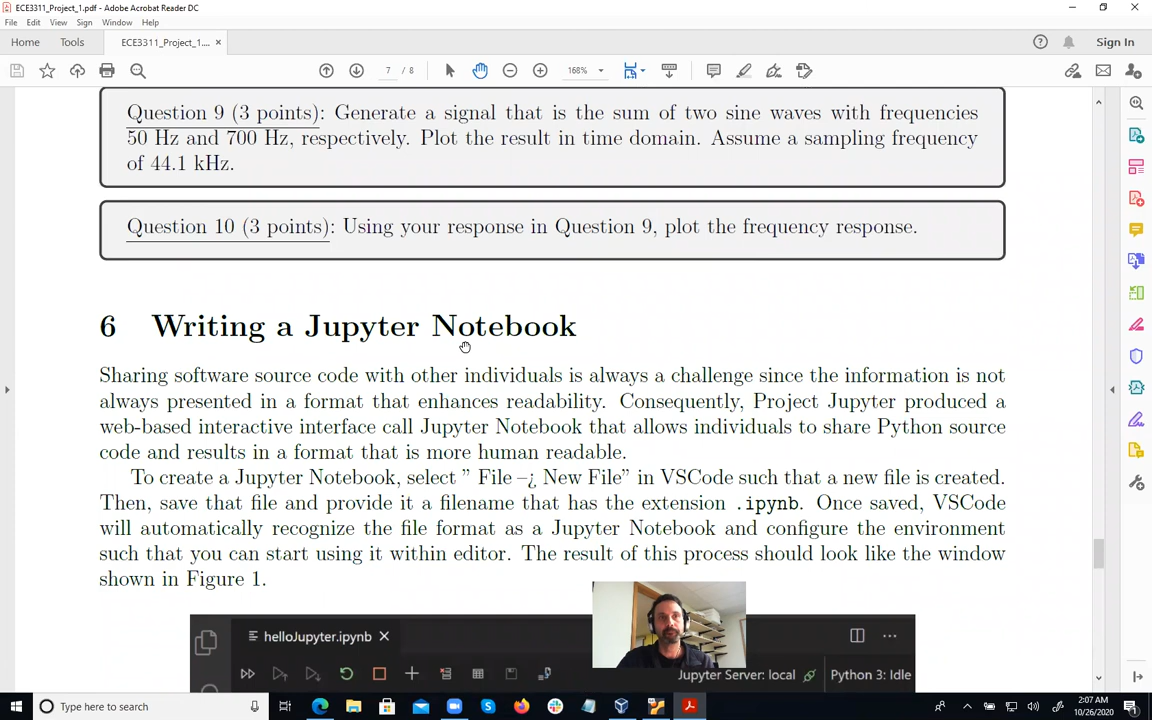 ECE3311_Project_1.pdf - Adobe Acrobat Reader DC
File Edit View Sign Window Help
Home Tools ECE3311_Project_1.... × Sign In
7 / 8 168%
Question 9 (3 points): Generate a signal that is the sum of two sine waves with frequencies
50 Hz and 700 Hz, respectively. Plot the result in time domain. Assume a sampling frequency
of 44.1 kHz.
Question 10 (3 points): Using your response in Question 9, plot the frequency response.
6 Writing a Jupyter Notebook
Sharing software source code with other individuals is always a challenge since the information is not
always presented in a format that enhances readability. Consequently, Project Jupyter produced a
web-based interactive interface call Jupyter Notebook that allows individuals to share Python source
code and results in a format that is more human readable.
To create a Jupyter Notebook, select ” File –¿ New File” in VSCode such that a new file is created.
Then, save that file and provide it a filename that has the extension .ipynb. Once saved, VSCode
will automatically recognize the file format as a Jupyter Notebook and configure the environment
such that you can start using it within editor. The result of this process should look like the window
shown in Figure 1.
helloJupyter.ipynb
Jupyter Server: local Python 3: Idle
Type here to search
2:07 AM
10/26/2020